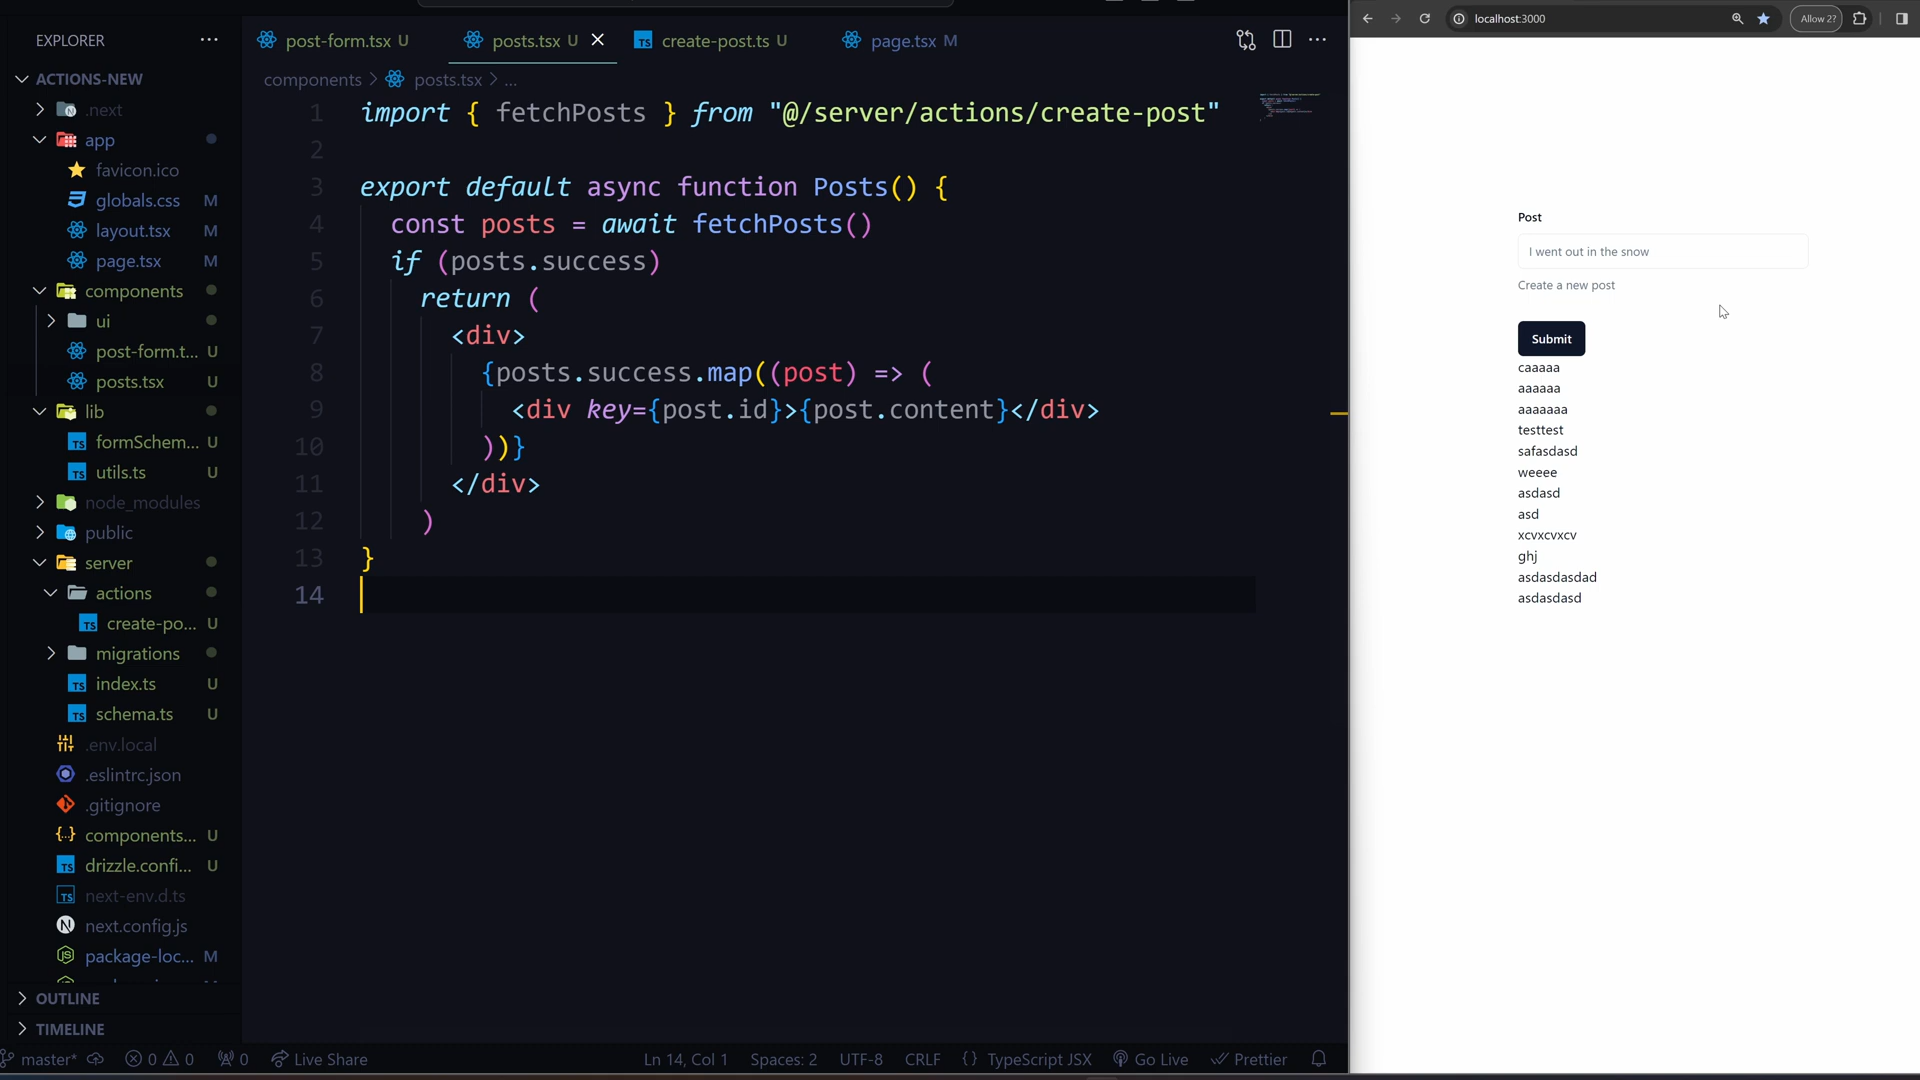 EXPLORER
ACTIONS-NEW
.next
app
favicon.ico
globals.css M
layout.tsx M
page.tsx M
components
ui
post-form.t... U
posts.tsx U
lib
formSchem... U
utils.ts U
node_modules
public
server
actions
create-po... U
migrations
index.ts U
schema.ts U
.env.local
.eslintrc.json
.gitignore
components... U
drizzle.confi... U
next-env.d.ts
next.config.js
package-loc... M
OUTLINE
TIMELINE
post-form.tsx U
posts.tsx U
create-post.ts U
page.tsx M
components > posts.tsx > ...
1 import { fetchPosts } from "@/server/actions/create-post"
2
3 export default async function Posts() {
4 const posts = await fetchPosts()
5 if (posts.success)
6 return (
7 <div>
8 {posts.success.map((post) => (
9 <div key={post.id}>{post.content}</div>
10 ))}
11 </div>
12 )
13 }
14
master* 0 0 0 Live Share Ln 14, Col 1 Spaces: 2 UTF-8 CRLF {} TypeScript JSX Go Live Prettier
localhost:3000
Allow 2?
Post
I went out in the snow
Create a new post
Submit
caaaaa
aaaaaa
aaaaaaa
testtest
safasdasd
weeee
asdasd
asd
xcvxcvxcv
ghj
asdasdasdad
asdasdasd